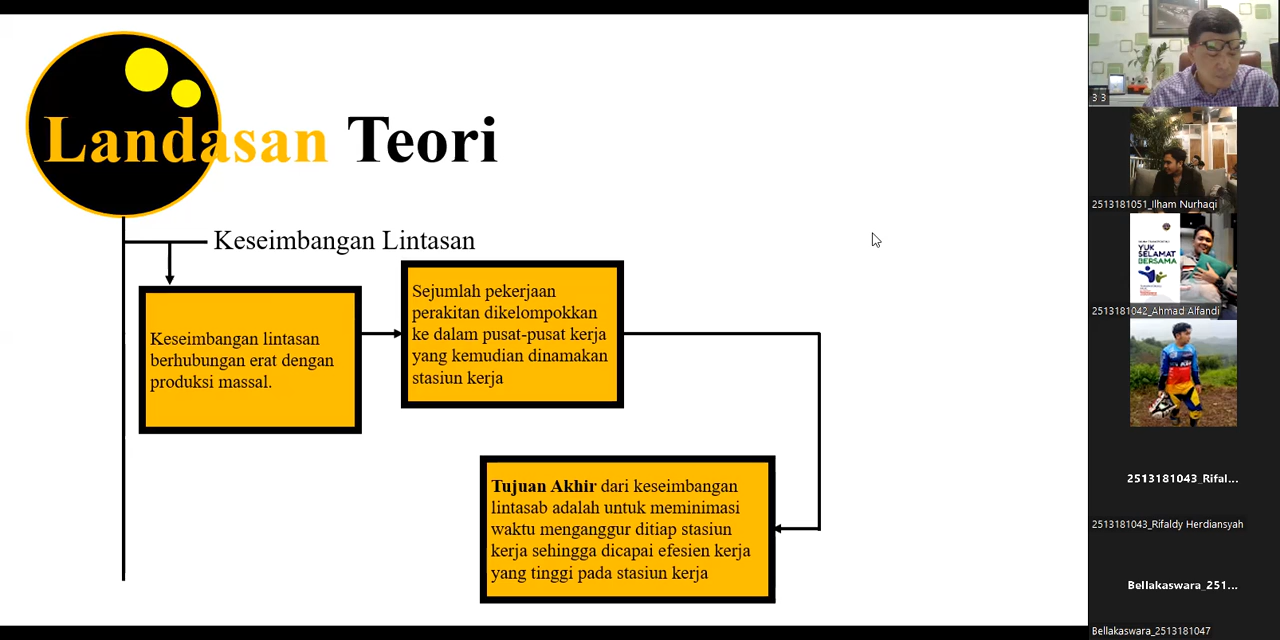 Landasan Teori
Keseimbangan Lintasan
Keseimbangan lintasan
berhubungan erat dengan
produksi massal.
Sejumlah pekerjaan
perakitan dikelompokkan
ke dalam pusat-pusat kerja
yang kemudian dinamakan
stasiun kerja
Tujuan Akhir dari keseimbangan
lintasab adalah untuk meminimasi
waktu menganggur ditiap stasiun
kerja sehingga dicapai efesien kerja
yang tinggi pada stasiun kerja
3 3
2513181051_Ilham Nurhaqi
YUK
SELAMAT
BERSAMA
2513181042_Ahmad Alfandi
2513181043_Rifal...
2513181043_Rifaldy Herdiansyah
Bellakaswara_251...
Bellakaswara_2513181047